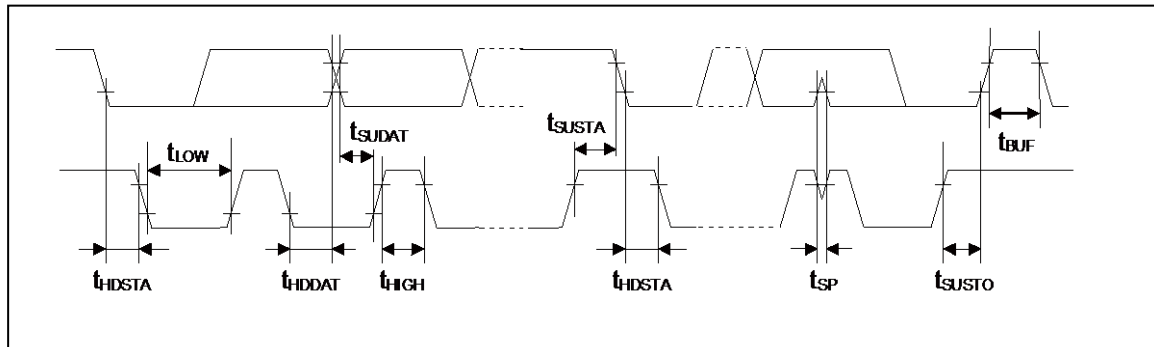 tSUDAT
tSUSTA
tBUF
tLOW
tHDSTA
tHDDAT
tHIGH
tHDSTA
tSP
tSUSTO